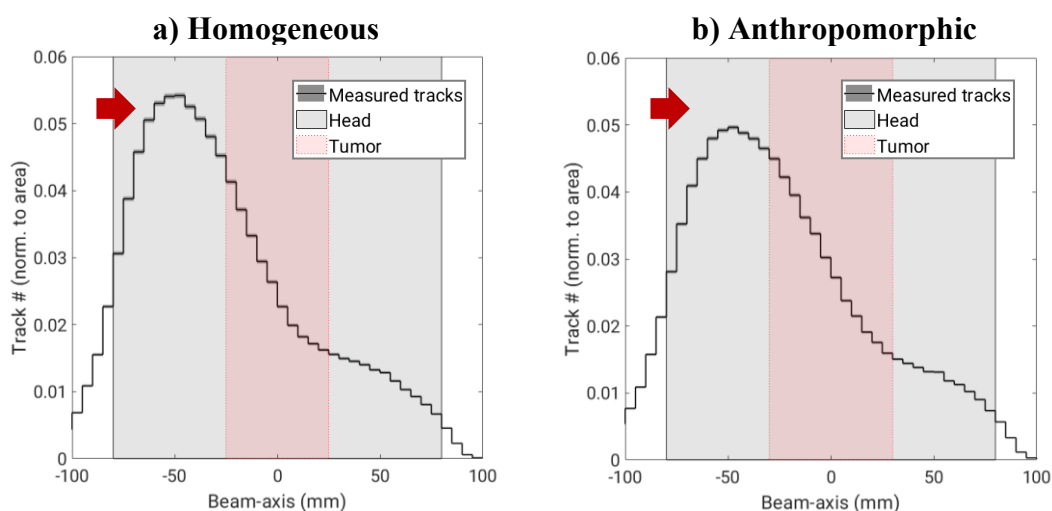 a) Homogeneous
0.06
0.05
0.04
0.03
0.02
0.01
0
Track # (norm. to area)
Measured tracks
Head
Tumor
-100
-50
0
50
100
Beam-axis (mm)
b) Anthropomorphic
0.06
0.05
0.04
0.03
0.02
0.01
0
Track # (norm. to area)
Measured tracks
Head
Tumor
-100
-50
0
50
100
Beam-axis (mm)